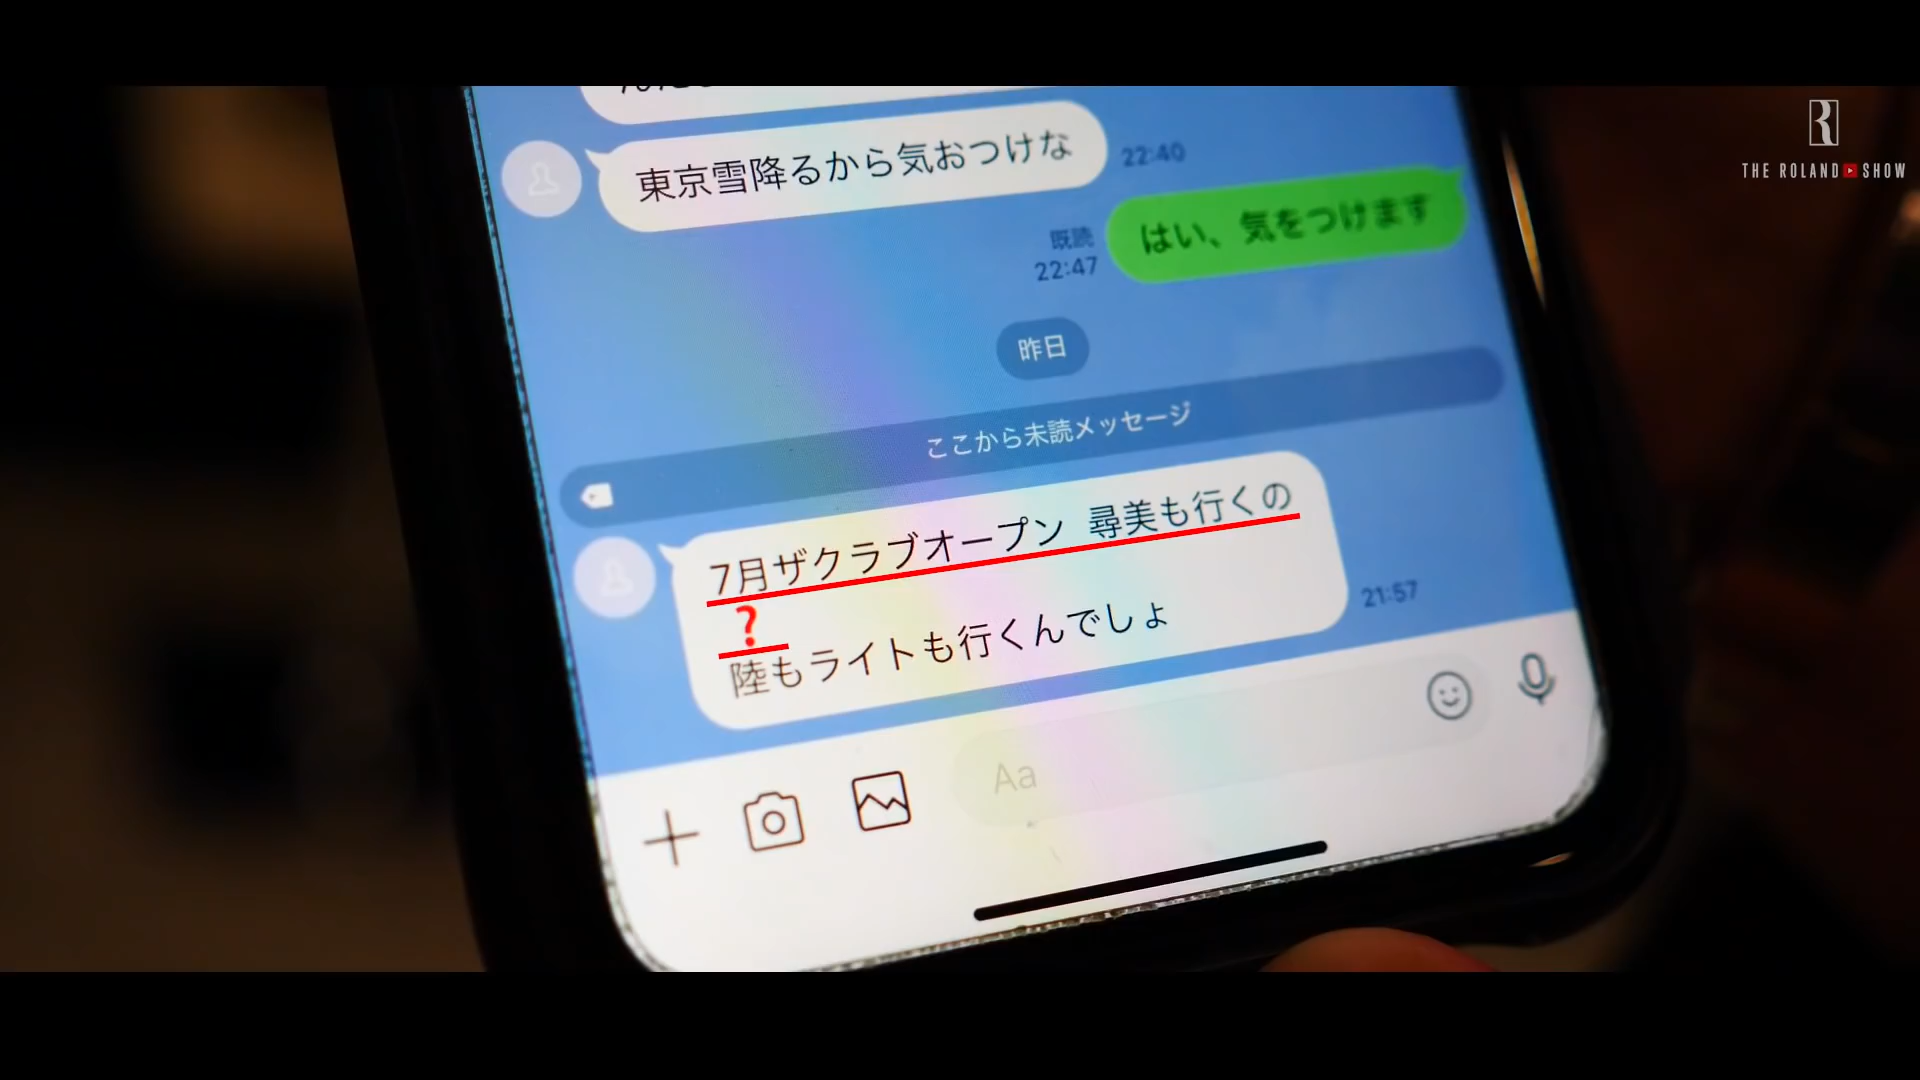 東京雪降るから気おつけな
22:40
はい、気をつけます
既読
22:47
昨日
ここから未読メッセージ
7月ザクラブオープン 尋美も行くの
?
陸もライトも行くんでしょ
21:57
Aa
THE ROLAND SHOW